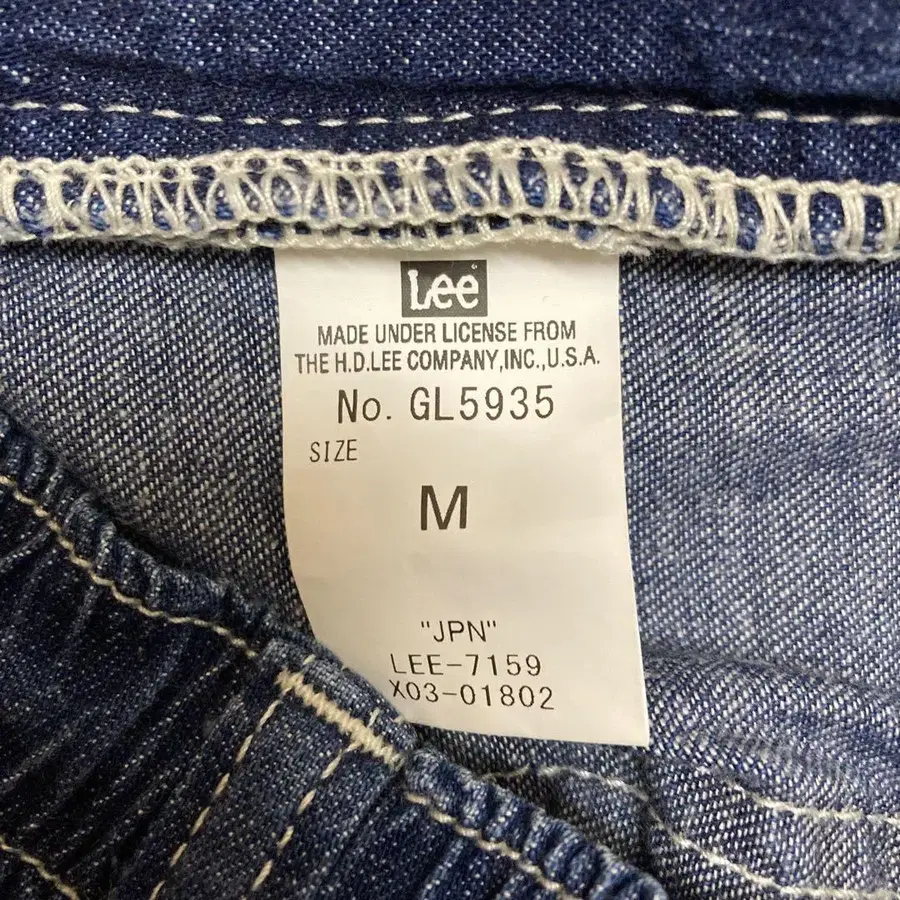 Lee
MADE UNDER LICENSE FROM
THE H.D.LEE COMPANY,INC.,U.S.A.
No. GL5935
SIZE
M
"JPN"
LEE-7159
X03-01802